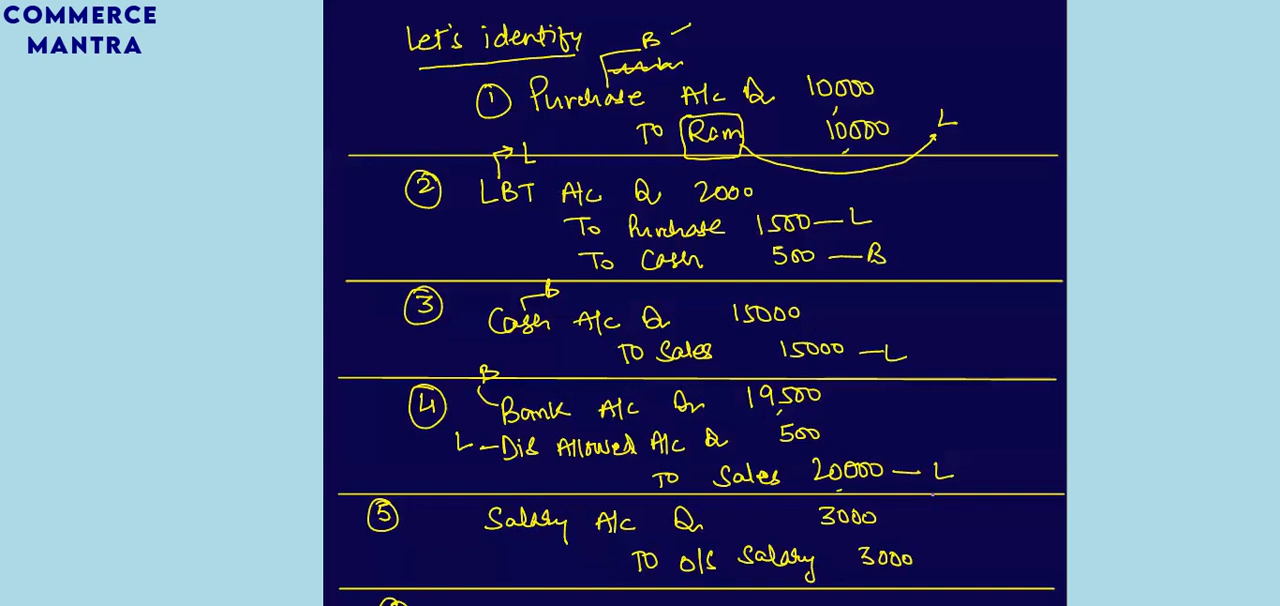 COMMERCE
MANTRA
Let's identify
B
① Purchase A/c Dr 10000
To Ram 10000 L
L
② LBT A/c Dr 2000
To Purchase 1500 — L
To Cash 500 — B
b
③ Cash A/c Dr 15000
To Sales 15000 — L
B
④ Bank A/c Dr 19,500
L — Dis Allowed A/c Dr 500
To Sales 20000 — L
⑤ Salary A/c Dr 3000
To O/S Salary 3000